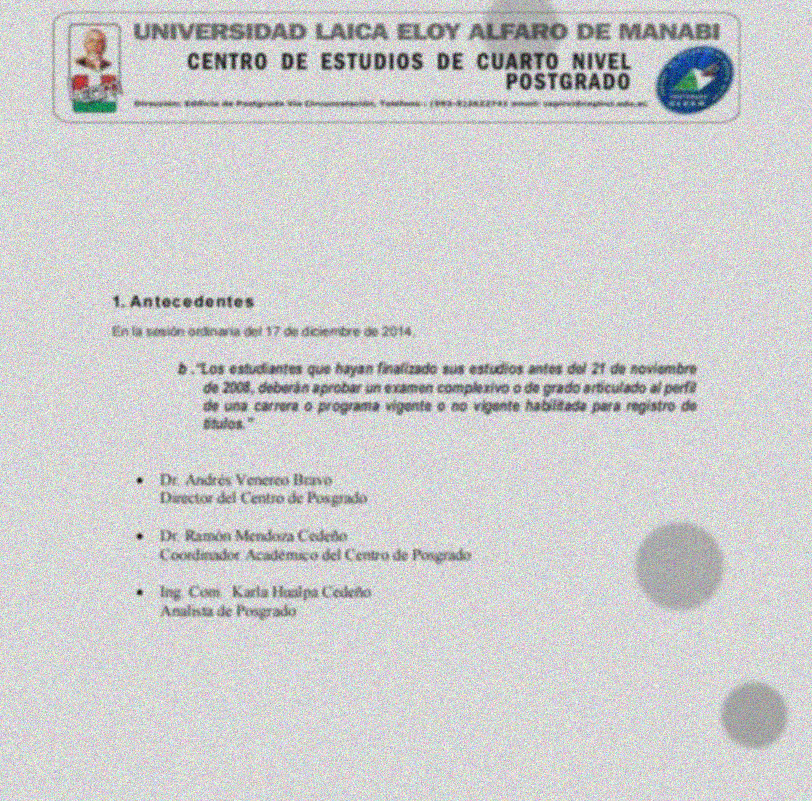 UNIVERSIDAD LAICA ELOY ALFARO DE MANABI
CENTRO DE ESTUDIOS DE CUARTO NIVEL
POSTGRADO
Dirección: Edificio de Postgrado Vía Circunvalación, Teléfono:
1. Antecedentes
En la sesión ordinaria del 17 de diciembre de 2014,
b ."Los estudiantes que hayan finalizado sus estudios antes del 21 de noviembre
de 2008, deberán aprobar un examen complexivo o de grado articulado al perfil
de una carrera o programa vigente o no vigente habilitada para registro de
títulos."
• Dr. Andrés Venereo Bravo
Director del Centro de Posgrado
• Dr. Ramón Mendoza Cedeño
Coordinador Académico del Centro de Posgrado
• Ing. Com. Karla Hualpa Cedeño
Analista de Posgrado